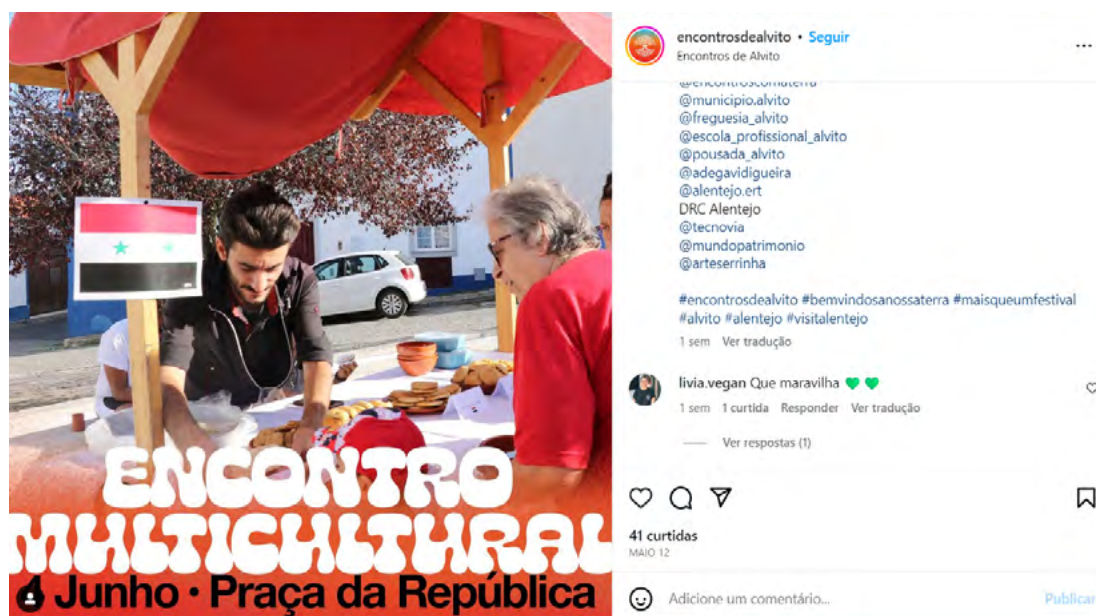 ENCONTRO
MULTICULTURAL
Junho · Praça da República
encontrosdealvito • Seguir
Encontros de Alvito
@encontroscomaterra
@municipio.alvito
@freguesia_alvito
@escola_profissional_alvito
@pousada_alvito
@adegavidigueira
@alentejo.ert
DRC Alentejo
@tecnovia
@mundopatrimonio
@arteserrinha
#encontrosdealvito #bemvindosanossaterra #maisqueumfestival
#alvito #alentejo #visitalentejo
1 sem Ver tradução
livia.vegan Que maravilha 💚 💚
1 sem 1 curtida Responder Ver tradução
Ver respostas (1)
41 curtidas
MAIO 12
Adicione um comentário...
Publicar